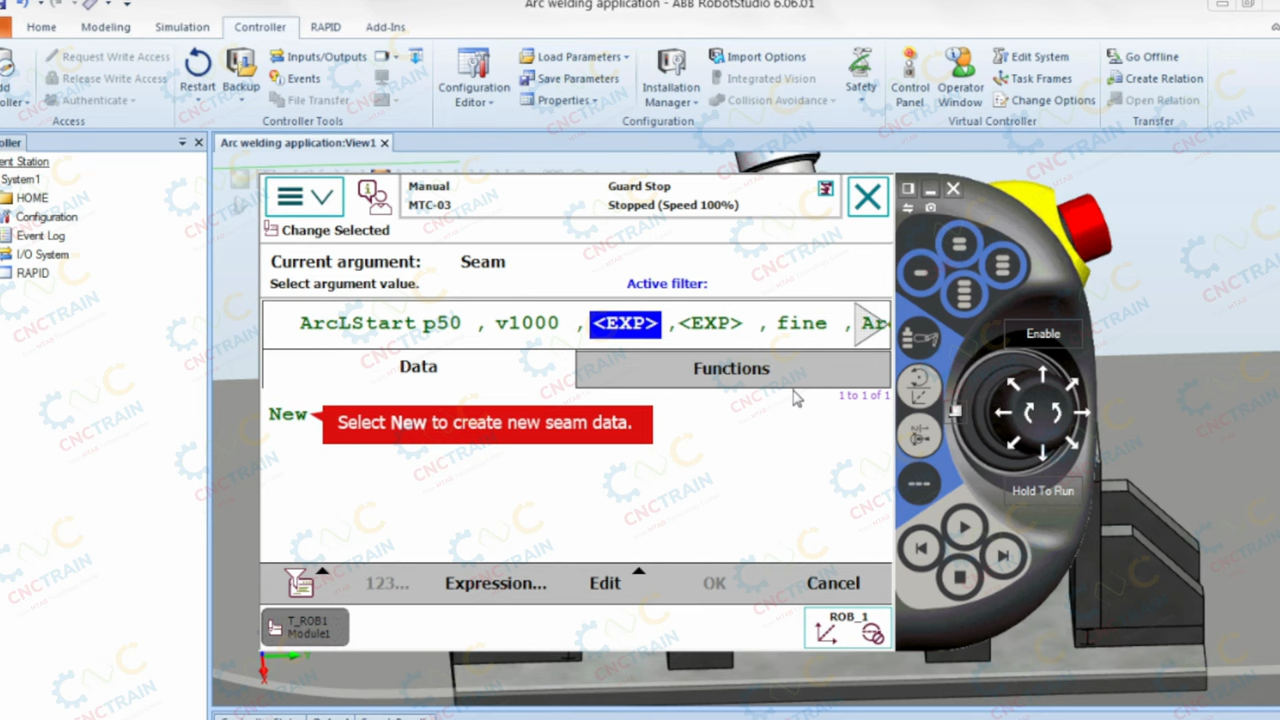 Arc welding application - ABB RobotStudio 6.06.01
Home Modeling Simulation Controller RAPID Add-Ins
Request Write Access
Release Write Access
Authenticate
Access
Restart
Backup
Inputs/Outputs
Events
File Transfer
Controller Tools
Configuration
Editor
Load Parameters
Save Parameters
Properties
Installation
Manager
Import Options
Integrated Vision
Collision Avoidance
Configuration
Safety
Control
Panel
Operator
Window
Edit System
Task Frames
Change Options
Virtual Controller
Go Offline
Create Relation
Open Relation
Transfer
Arc welding application:View1
System1
HOME
Configuration
Event Log
I/O System
RAPID
Manual
MTC-03
Guard Stop
Stopped (Speed 100%)
Change Selected
Current argument: Seam
Select argument value.
Active filter:
ArcLStart p50 , v1000 , <EXP> ,<EXP> , fine , Ar
Data
Functions
1 to 1 of 1
New
Select New to create new seam data.
123...
Expression...
Edit
OK
Cancel
T_ROB1
Module1
ROB_1
Enable
Hold To Run
CNCTRAIN